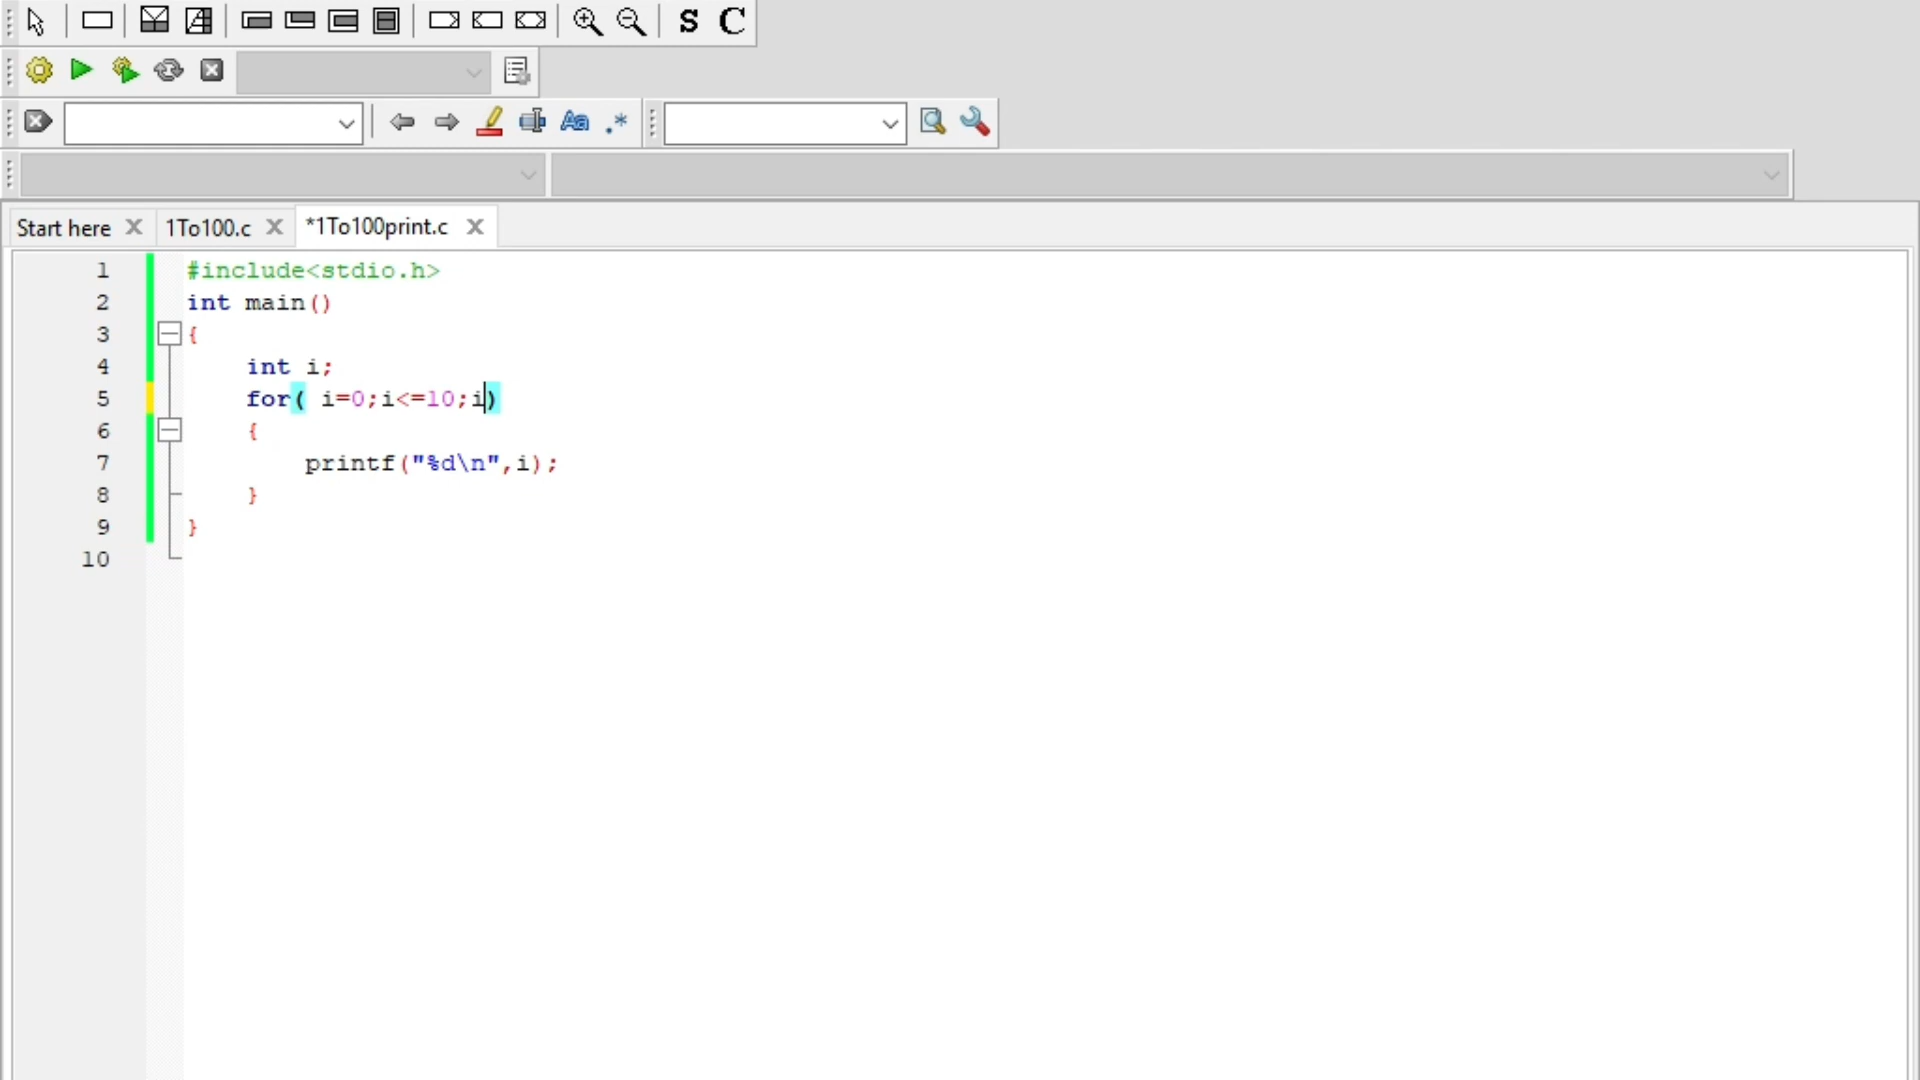 S C
Aa .*
Start here 1To100.c *1To100print.c
1 #include<stdio.h>
2 int main()
3 {
4 int i;
5 for( i=0;i<=10;i)
6 {
7 printf("%d\n",i);
8 }
9 }
10